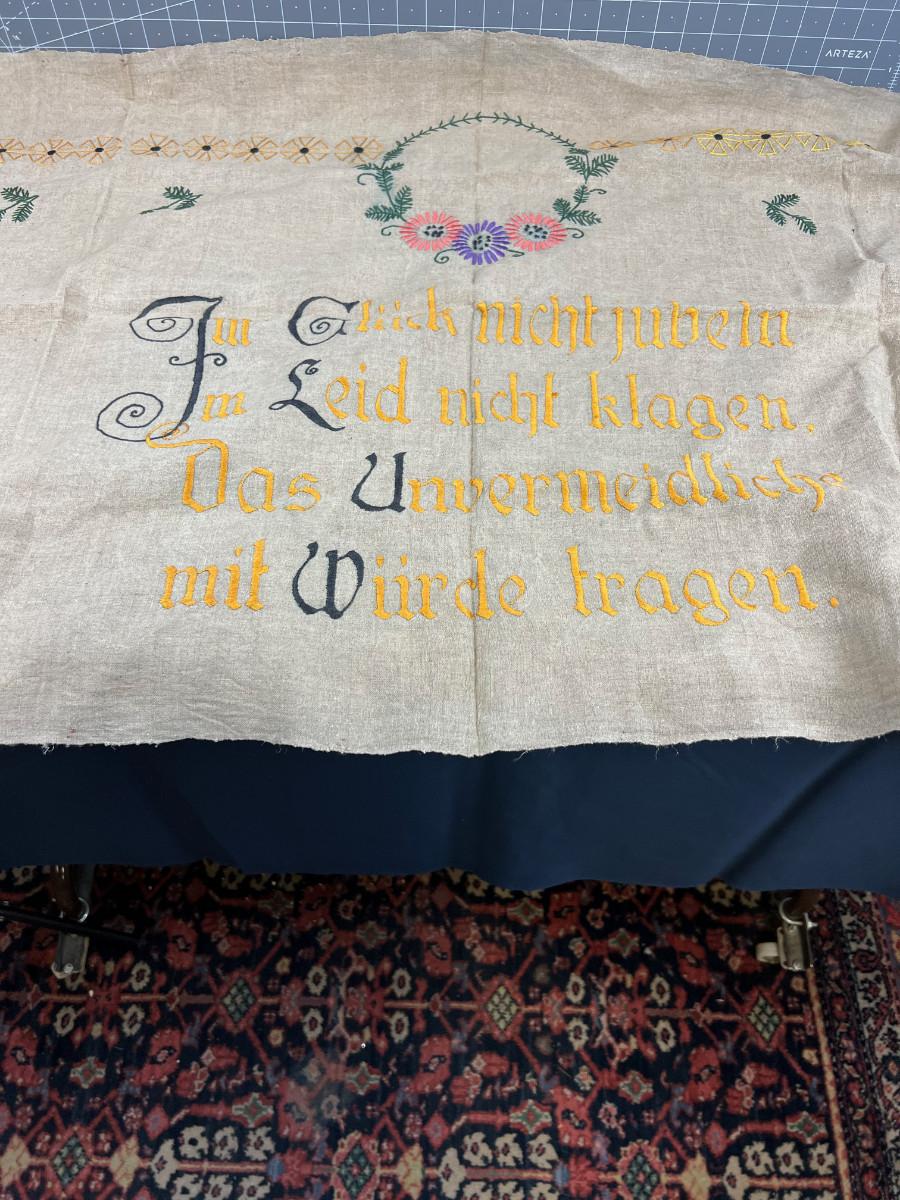 ARTEZA
Im Glück nicht jubeln
Im Leid nicht klagen.
Das Unvermeidliche
mit Würde tragen.